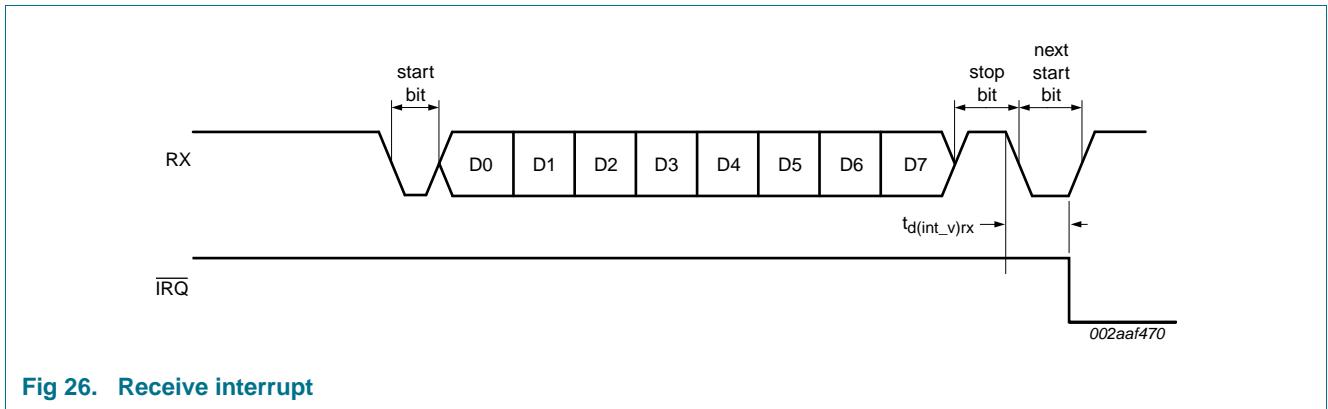 next
start
bit
stop
bit
start
bit
RX
D0 D1 D2 D3 D4 D5 D6 D7
td(int_v)rx
IRQ
002aaf470
Fig 26. Receive interrupt